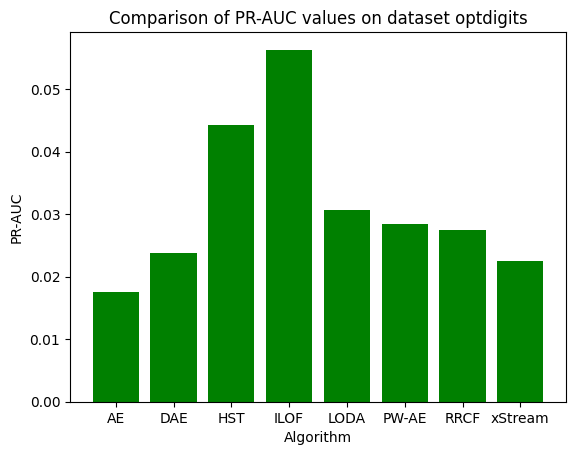 Comparison of PR-AUC values on dataset optdigits
PR-AUC
0.05
0.04
0.03
0.02
0.01
0.00
AE DAE HST ILOF LODA PW-AE RRCF xStream
Algorithm